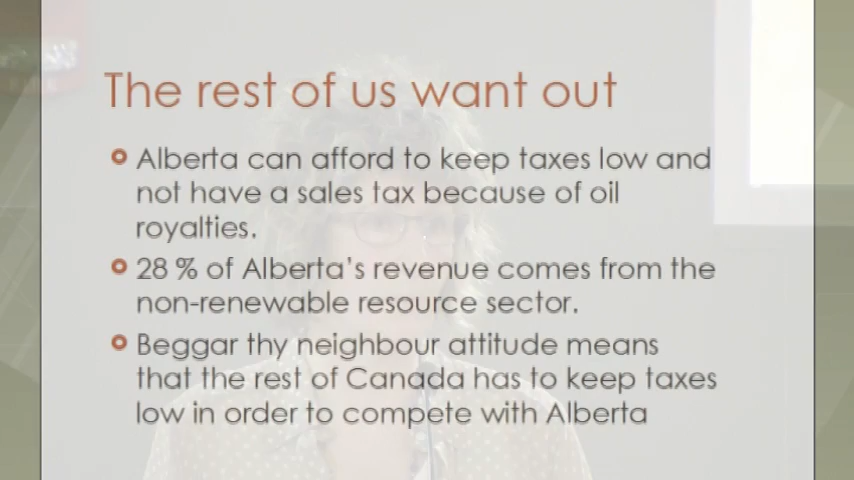 The rest of us want out
Alberta can afford to keep taxes low and
not have a sales tax because of oil
royalties.
28 % of Alberta's revenue comes from the
non-renewable resource sector.
Beggar thy neighbour attitude means
that the rest of Canada has to keep taxes
low in order to compete with Alberta